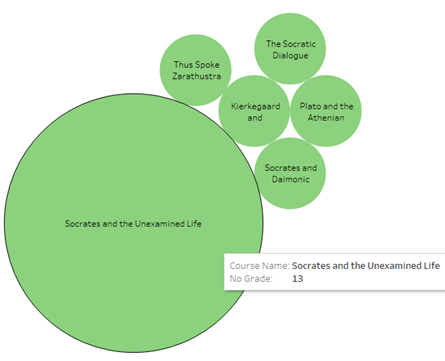 The Socratic
Dialogue
Thus Spoke
Zarathustra
Kierkegaard
and
Plato and the
Athenian
Socrates and
Daimonic
Socrates and the Unexamined Life
Course Name: Socrates and the Unexamined Life
No Grade: 13